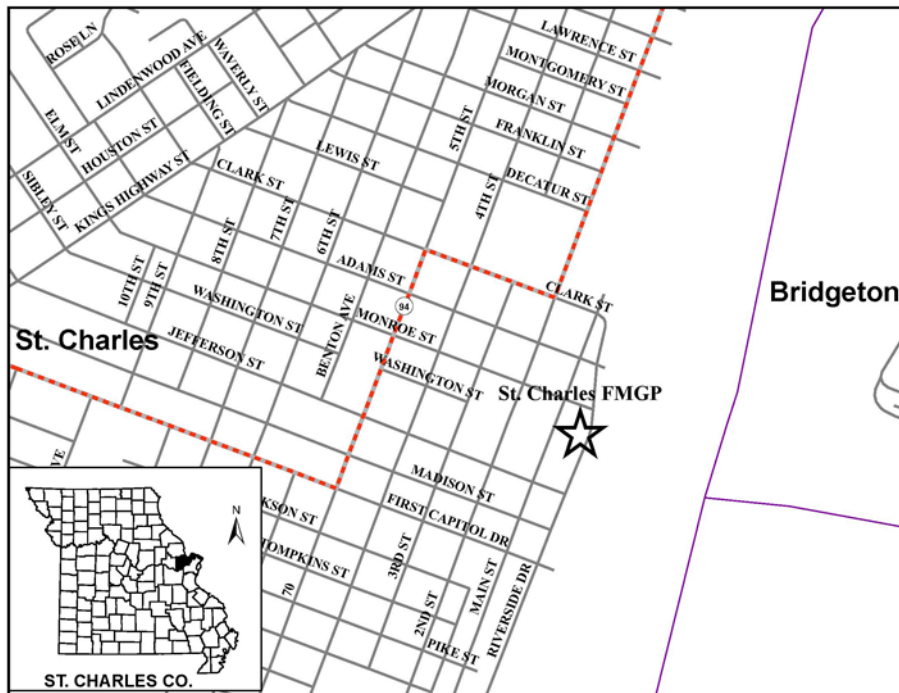 LAWRENCE ST
ROSE LN
LINDENWOOD AVE
WAVERLY ST
MONTGOMERY ST
FIELDING ST
MORGAN ST
ELM ST
HOUSTON ST
5TH ST
FRANKLIN ST
LEWIS ST
SIBLEY ST
KINGS HIGHWAY ST
CLARK ST
DECATUR ST
4TH ST
7TH ST
6TH ST
8TH ST
ADAMS ST
10TH ST
9TH ST
CLARK ST
Bridgeton
94
WASHINGTON ST
MONROE ST
BENTON AVE
St. Charles
JEFFERSON ST
WASHINGTON ST
St. Charles FMGP
MADISON ST
FIRST CAPITOL DR
KSON ST
TOMPKINS ST
3RD ST
MAIN ST
RIVERSIDE DR
70
2ND ST
PIKE ST
N
ST. CHARLES CO.